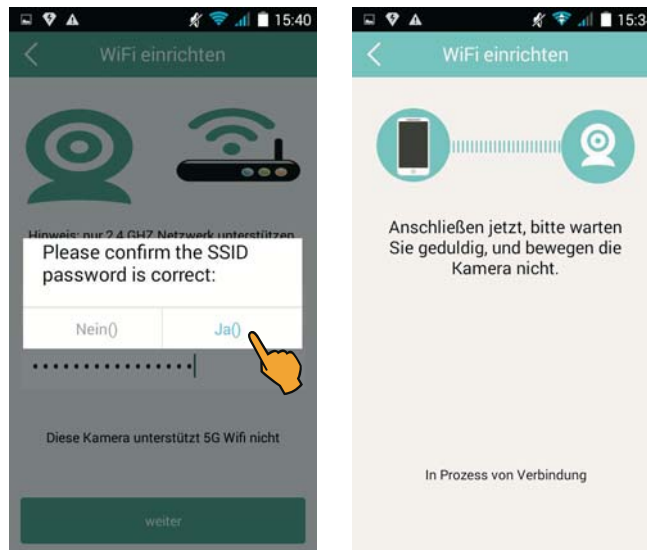 15:40
WiFi einrichten
Hinweis: nur 2.4 GHZ Netzwerk unterstützen
Please confirm the SSID
password is correct:
Nein()
Ja()
Diese Kamera unterstützt 5G Wifi nicht
weiter
15:34
WiFi einrichten
Anschließen jetzt, bitte warten
Sie geduldig, und bewegen die
Kamera nicht.
In Prozess von Verbindung